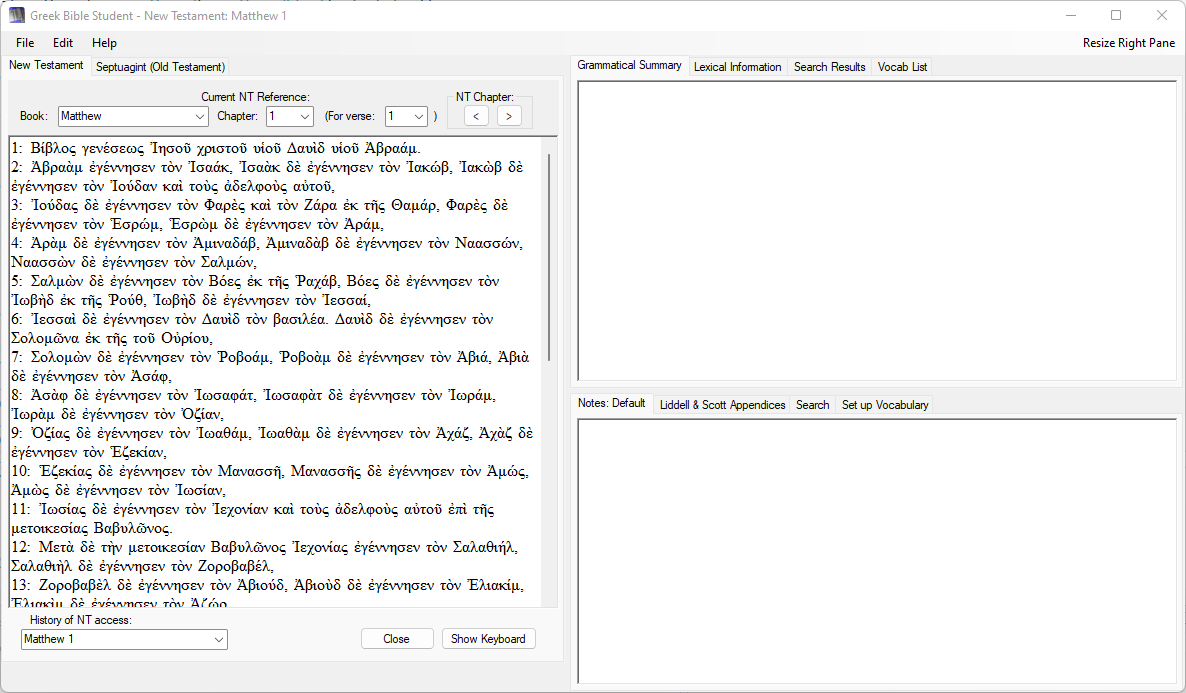 Greek Bible Student - New Testament: Matthew 1
File Edit Help Resize Right Pane
New Testament Septuagint (Old Testament)
Current NT Reference: NT Chapter:
Book: Matthew Chapter: 1 (For verse: 1 ) < >
1: Βίβλος γενέσεως Ἰησοῦ χριστοῦ υἱοῦ Δαυὶδ υἱοῦ Ἀβραάμ.
2: Ἀβραὰμ ἐγέννησεν τὸν Ἰσαάκ, Ἰσαὰκ δὲ ἐγέννησεν τὸν Ἰακώβ, Ἰακὼβ δὲ
ἐγέννησεν τὸν Ἰούδαν καὶ τοὺς ἀδελφοὺς αὐτοῦ,
3: Ἰούδας δὲ ἐγέννησεν τὸν Φαρὲς καὶ τὸν Ζάρα ἐκ τῆς Θαμάρ, Φαρὲς δὲ
ἐγέννησεν τὸν Ἑσρώμ, Ἑσρὼμ δὲ ἐγέννησεν τὸν Ἀράμ,
4: Ἀρὰμ δὲ ἐγέννησεν τὸν Ἀμιναδάβ, Ἀμιναδὰβ δὲ ἐγέννησεν τὸν Ναασσών,
Ναασσὼν δὲ ἐγέννησεν τὸν Σαλμών,
5: Σαλμὼν δὲ ἐγέννησεν τὸν Βόες ἐκ τῆς Ῥαχάβ, Βόες δὲ ἐγέννησεν τὸν
Ἰωβὴδ ἐκ τῆς Ῥούθ, Ἰωβὴδ δὲ ἐγέννησεν τὸν Ἰεσσαί,
6: Ἰεσσαὶ δὲ ἐγέννησεν τὸν Δαυὶδ τὸν βασιλέα. Δαυὶδ δὲ ἐγέννησεν τὸν
Σολομῶνα ἐκ τῆς τοῦ Οὐρίου,
7: Σολομὼν δὲ ἐγέννησεν τὸν Ῥοβοάμ, Ῥοβοὰμ δὲ ἐγέννησεν τὸν Ἀβιά, Ἀβιὰ
δὲ ἐγέννησεν τὸν Ἀσάφ,
8: Ἀσὰφ δὲ ἐγέννησεν τὸν Ἰωσαφάτ, Ἰωσαφὰτ δὲ ἐγέννησεν τὸν Ἰωράμ,
Ἰωρὰμ δὲ ἐγέννησεν τὸν Ὀζίαν,
9: Ὀζίας δὲ ἐγέννησεν τὸν Ἰωαθάμ, Ἰωαθὰμ δὲ ἐγέννησεν τὸν Ἀχάζ, Ἀχὰζ δὲ
ἐγέννησεν τὸν Ἑζεκίαν,
10: Ἑζεκίας δὲ ἐγέννησεν τὸν Μανασσῆ, Μανασσῆς δὲ ἐγέννησεν τὸν Ἀμώς,
Ἀμὼς δὲ ἐγέννησεν τὸν Ἰωσίαν,
11: Ἰωσίας δὲ ἐγέννησεν τὸν Ἰεχονίαν καὶ τοὺς ἀδελφοὺς αὐτοῦ ἐπὶ τῆς
μετοικεσίας Βαβυλῶνος.
12: Μετὰ δὲ τὴν μετοικεσίαν Βαβυλῶνος Ἰεχονίας ἐγέννησεν τὸν Σαλαθιήλ,
Σαλαθιὴλ δὲ ἐγέννησεν τὸν Ζοροβαβέλ,
13: Ζοροβαβὲλ δὲ ἐγέννησεν τὸν Ἀβιούδ, Ἀβιοὺδ δὲ ἐγέννησεν τὸν Ἐλιακίμ,
Ἐλιακὶμ δὲ ἐγέννησεν τὸν Ἀζώρ
History of NT access:
Matthew 1 Close Show Keyboard
Grammatical Summary Lexical Information Search Results Vocab List
Notes: Default Liddell & Scott Appendices Search Set up Vocabulary